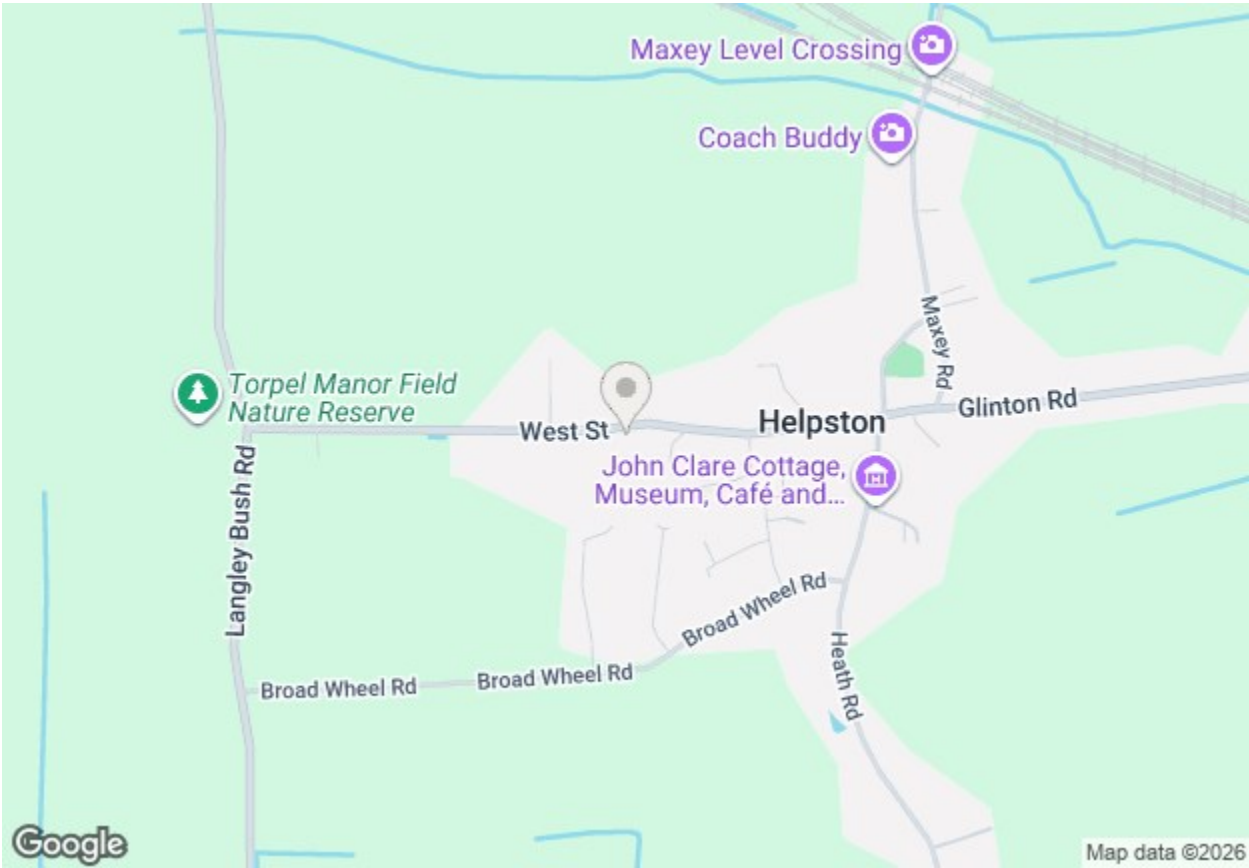 Maxey Level Crossing
Coach Buddy
Maxey Rd
Torpel Manor Field
Nature Reserve
West St
Helpston
Glinton Rd
John Clare Cottage,
Museum, Café and...
Langley Bush Rd
Broad Wheel Rd
Broad Wheel Rd
Broad Wheel Rd
Heath Rd
Google
Map data ©2026